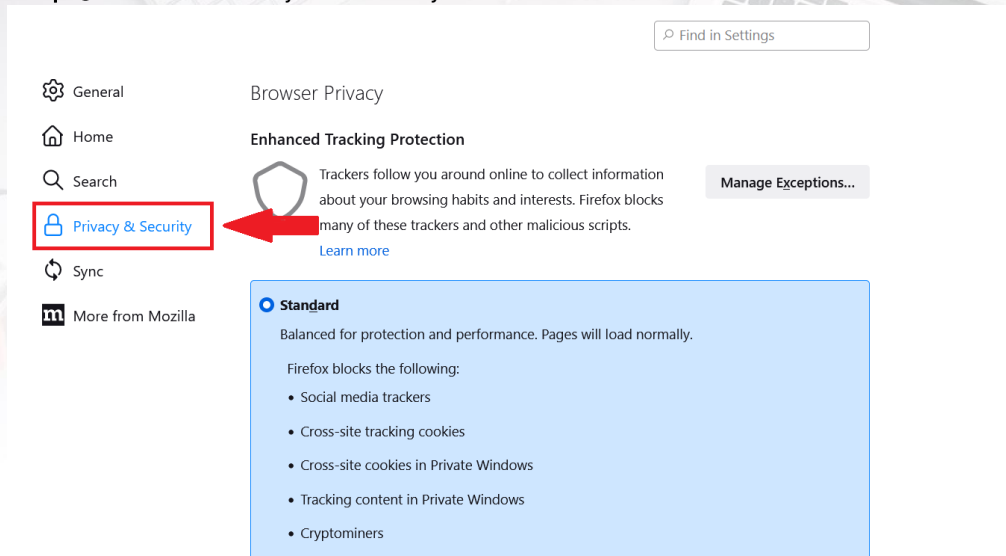 Find in Settings
General
Home
Search
Privacy & Security
Sync
More from Mozilla
Browser Privacy
Enhanced Tracking Protection
Trackers follow you around online to collect information
about your browsing habits and interests. Firefox blocks
many of these trackers and other malicious scripts.
Learn more
Manage Exceptions...
Standard
Balanced for protection and performance. Pages will load normally.
Firefox blocks the following:
• Social media trackers
• Cross-site tracking cookies
• Cross-site cookies in Private Windows
• Tracking content in Private Windows
• Cryptominers